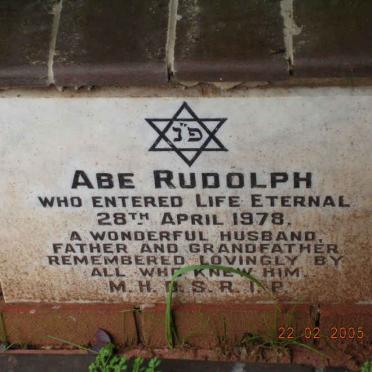 פ"נ
ABE RUDOLPH
WHO ENTERED LIFE ETERNAL
28TH APRIL 1978.
A WONDERFUL HUSBAND,
FATHER AND GRANDFATHER
REMEMBERED LOVINGLY BY
ALL WHO KNEW HIM.
M.H.D.S.R.I.P.
22 02 2005